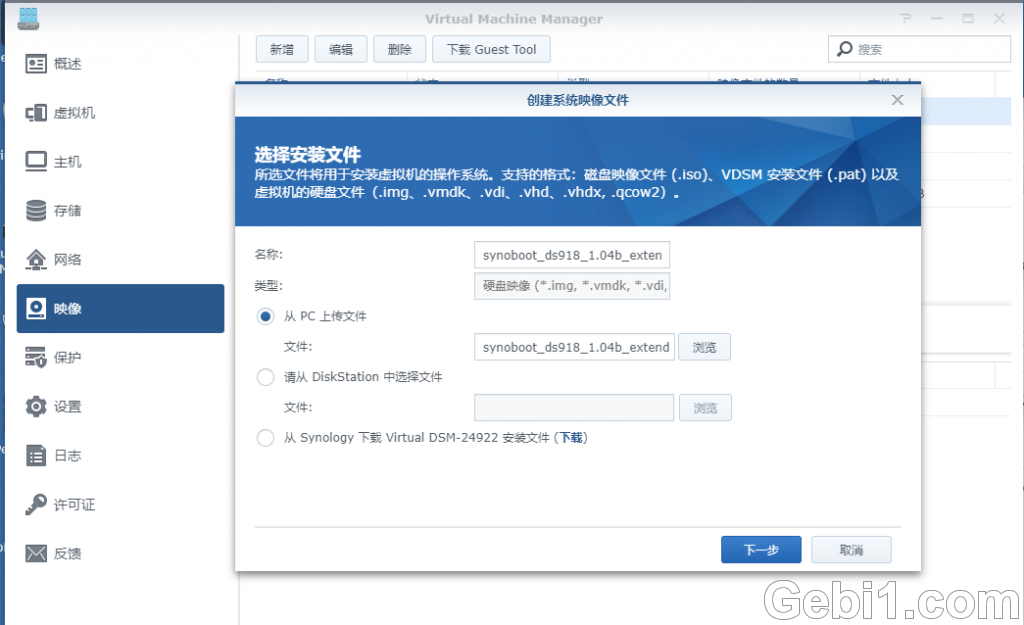 Virtual Machine Manager
概述
虚拟机
主机
存储
网络
映像
保护
设置
日志
许可证
反馈
新增
编辑
删除
下载 Guest Tool
搜索
创建系统映像文件
选择安装文件
所选文件将用于安装虚拟机的操作系统。支持的格式：磁盘映像文件 (.iso)、VDSM 安装文件 (.pat) 以及
虚拟机的硬盘文件（.img、.vmdk、.vdi、.vhd、.vhdx, .qcow2）。
名称:
synoboot_ds918_1.04b_exten
类型:
硬盘映像 (*.img, *.vmdk, *.vdi,
从 PC 上传文件
文件:
synoboot_ds918_1.04b_extend
浏览
请从 DiskStation 中选择文件
文件:
浏览
从 Synology 下载 Virtual DSM-24922 安装文件 (下载)
下一步
取消
Gebi1.com